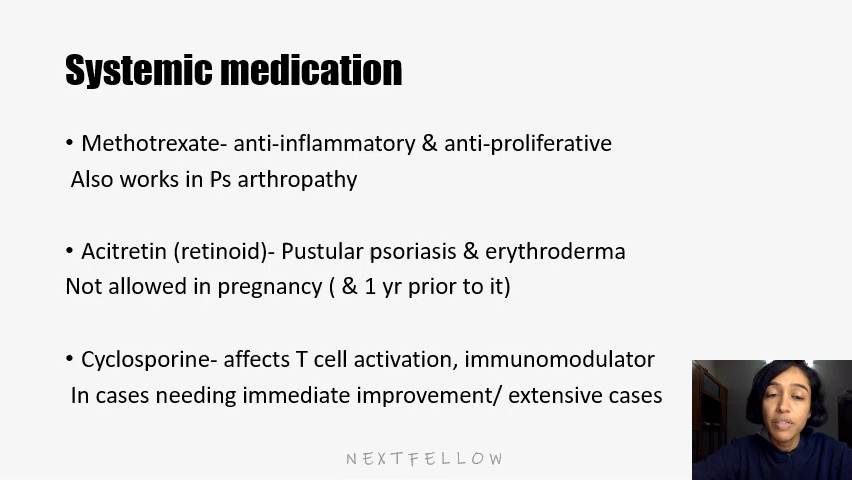 Systemic medication
• Methotrexate- anti-inflammatory & anti-proliferative
Also works in Ps arthropathy
• Acitretin (retinoid)- Pustular psoriasis & erythroderma
Not allowed in pregnancy ( & 1 yr prior to it)
• Cyclosporine- affects T cell activation, immunomodulator
In cases needing immediate improvement/ extensive cases
NEXTFELLOW